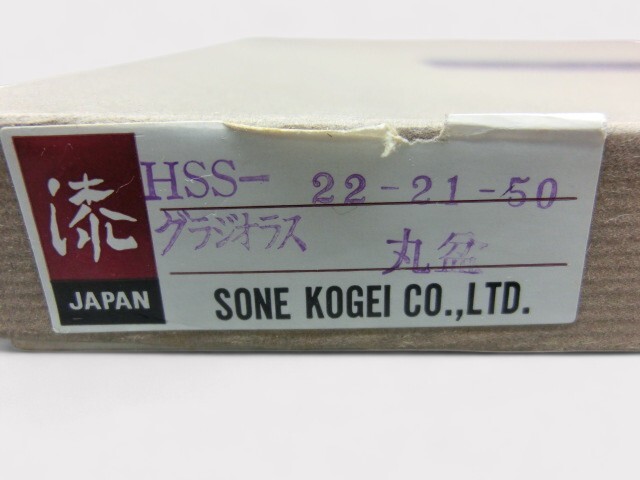 漆
JAPAN
HSS- 22-21-50
グラジオラス 丸盆
SONE KOGEI CO.,LTD.